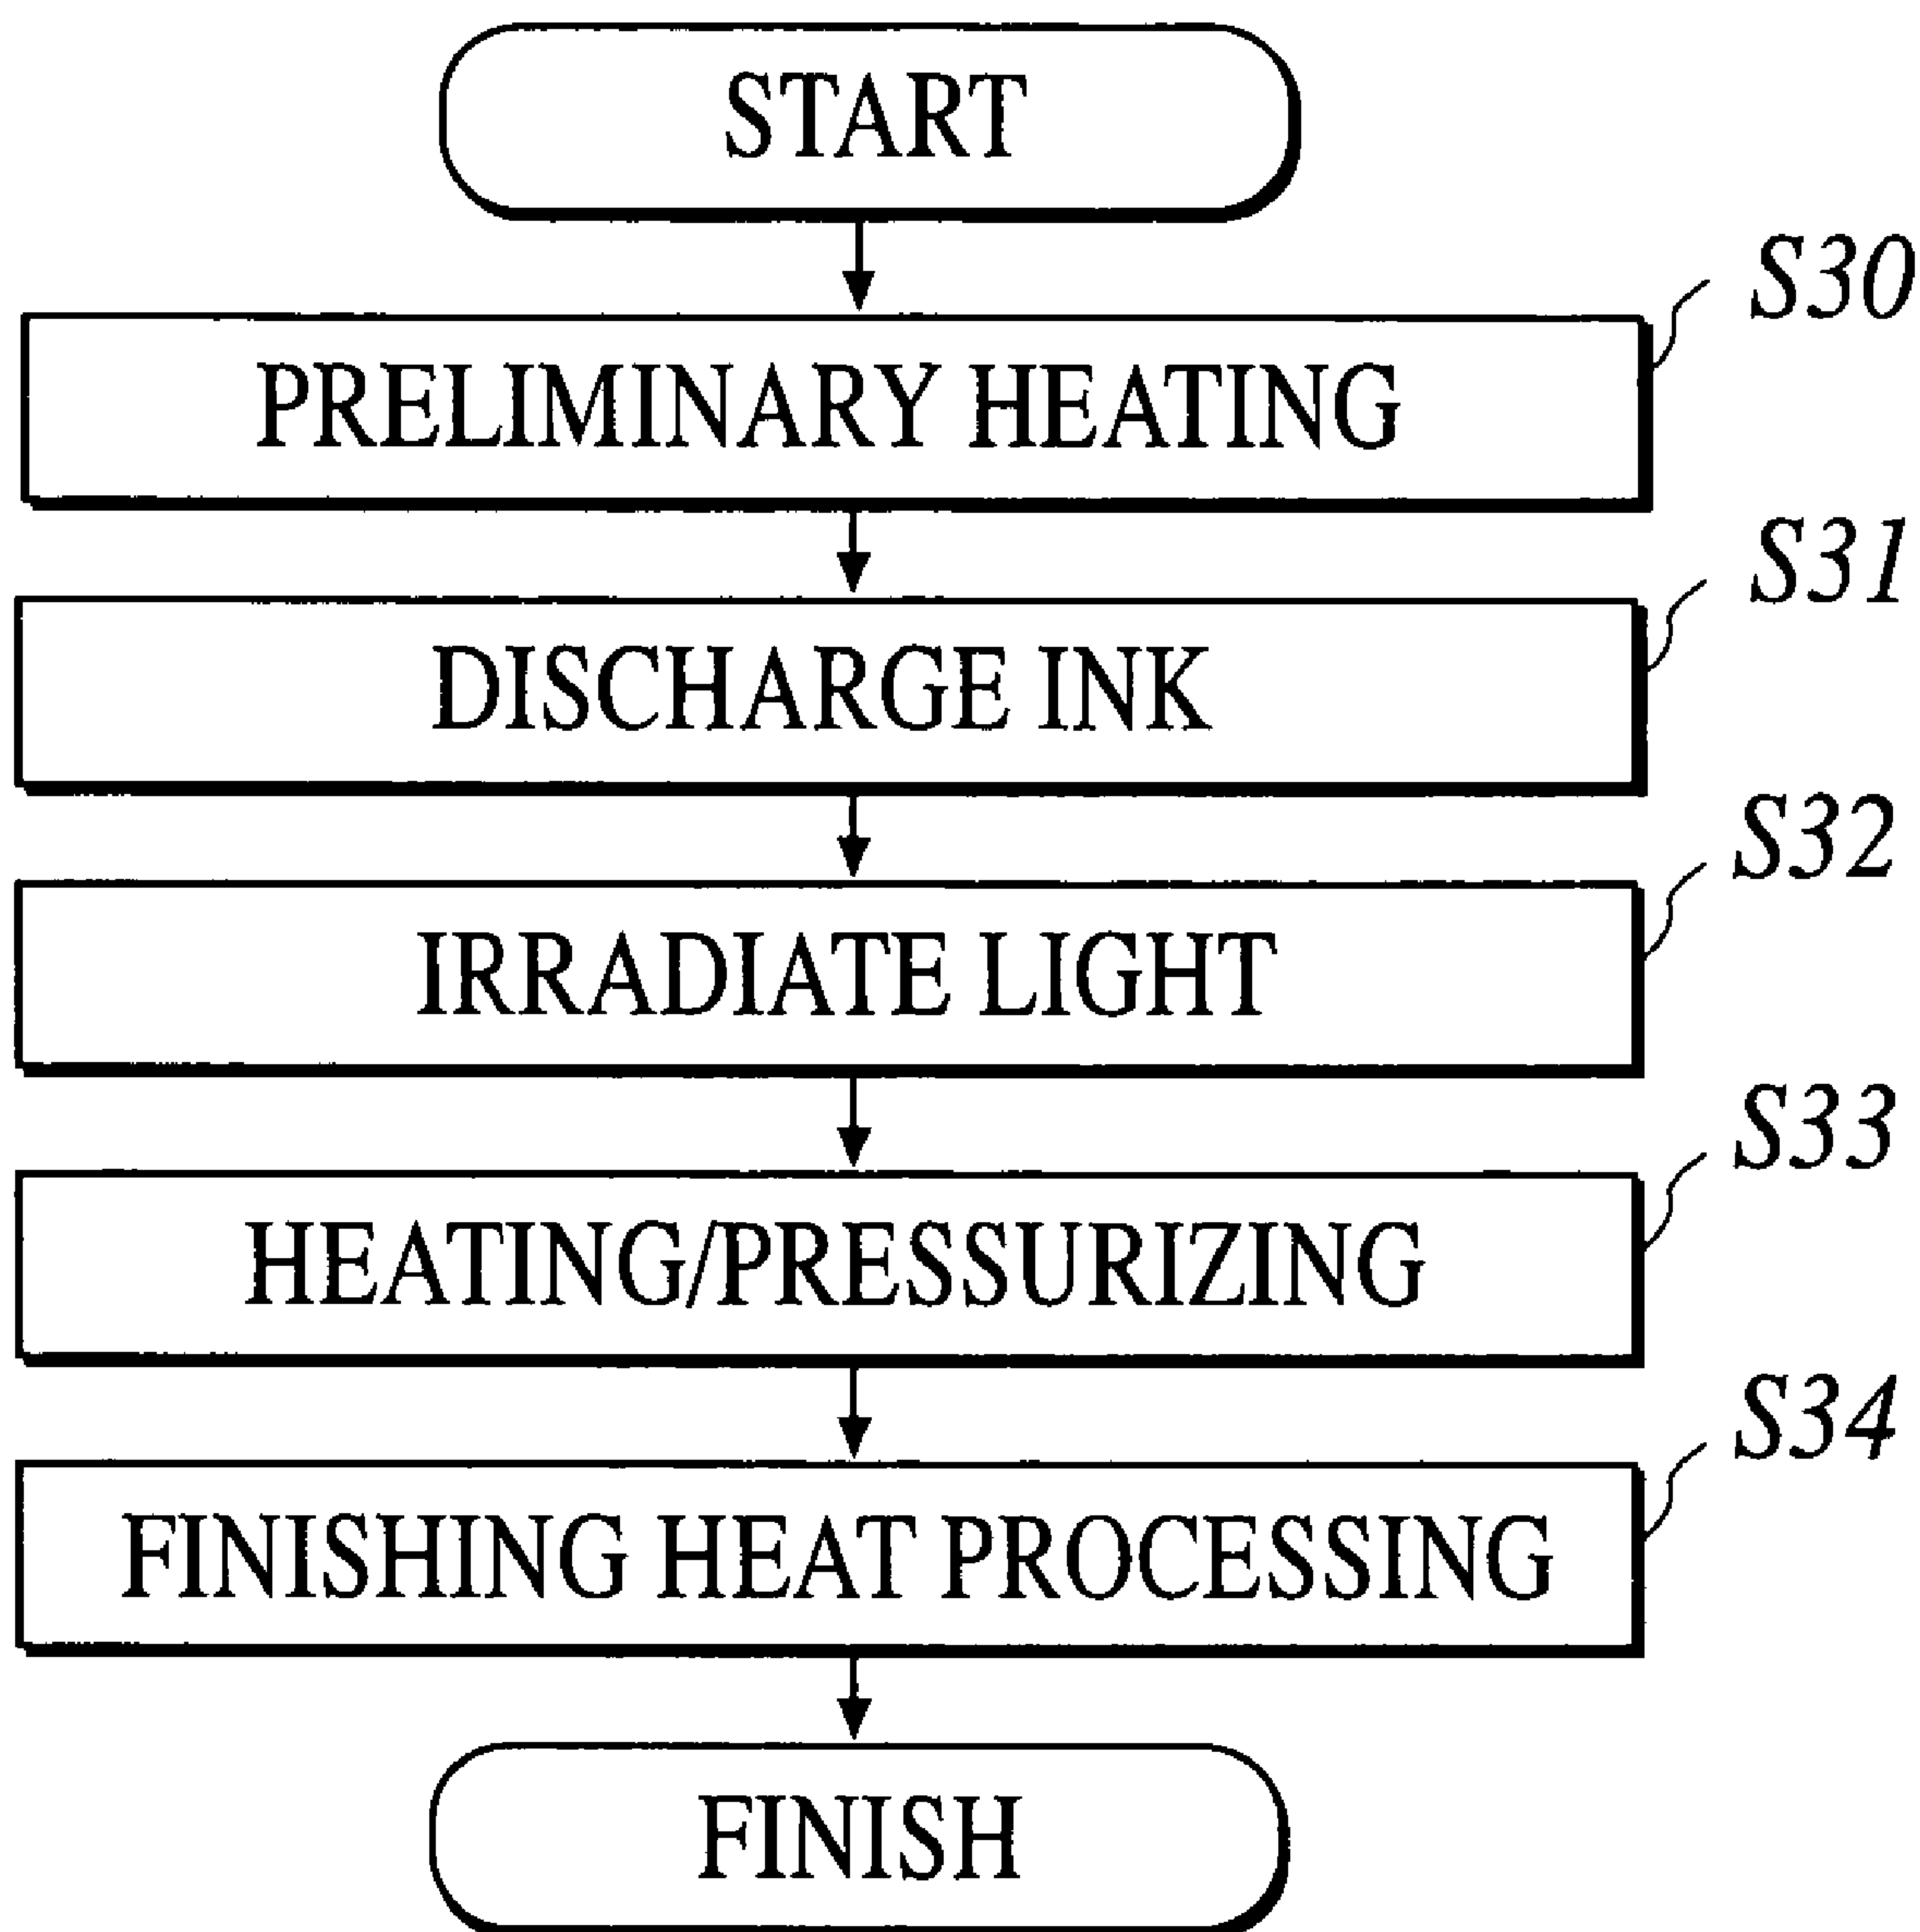 START
S30
PRELIMINARY HEATING
S31
DISCHARGE INK
S32
IRRADIATE LIGHT
S33
HEATING/PRESSURIZING
S34
FINISHING HEAT PROCESSING
FINISH